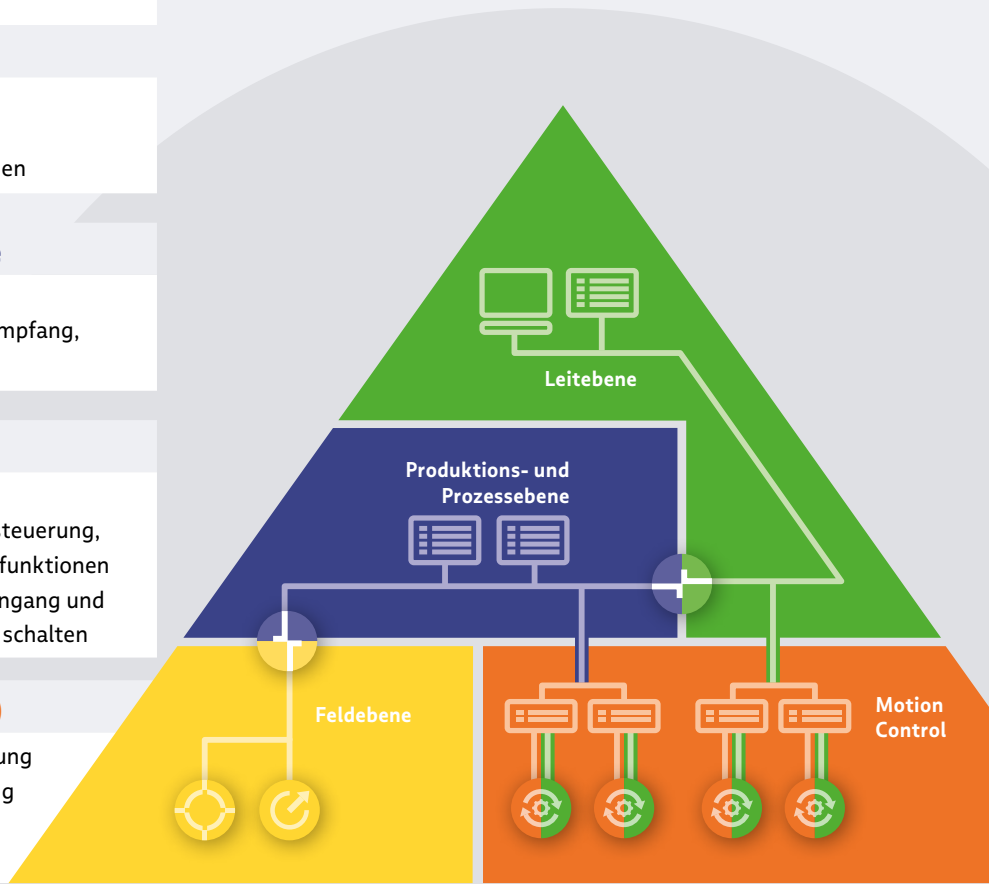 en
mpfang,
teuerung,
funktionen
ngang und
schalten
ung
g
Leitebene
Produktions- und
Prozessebene
Feldebene
Motion
Control